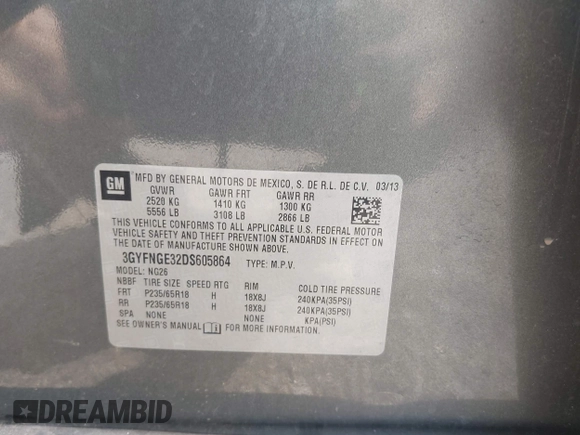 GM
MFD BY GENERAL MOTORS DE MEXICO, S. DE R.L. DE C.V. 03/13
GVWR GAWR FRT GAWR RR
2520 KG 1410 KG 1300 KG
5556 LB 3108 LB 2866 LB
THIS VEHICLE CONFORMS TO ALL APPLICABLE U.S. FEDERAL MOTOR
VEHICLE SAFETY AND THEFT PREVENTION STANDARDS IN EFFECT ON
THE DATE OF MANUFACTURE SHOWN ABOVE.
3GYFNGE32DS605864 TYPE: M.P.V.
MODEL: NG26
NBBF TIRE SIZE SPEED RTG RIM COLD TIRE PRESSURE
FRT P235/65R18 H 18X8J 240KPA(35PSI)
RR P235/65R18 H 18X8J 240KPA(35PSI)
SPA NONE NONE KPA(PSI)
SEE OWNER'S MANUAL FOR MORE INFORMATION.
DREAMBID